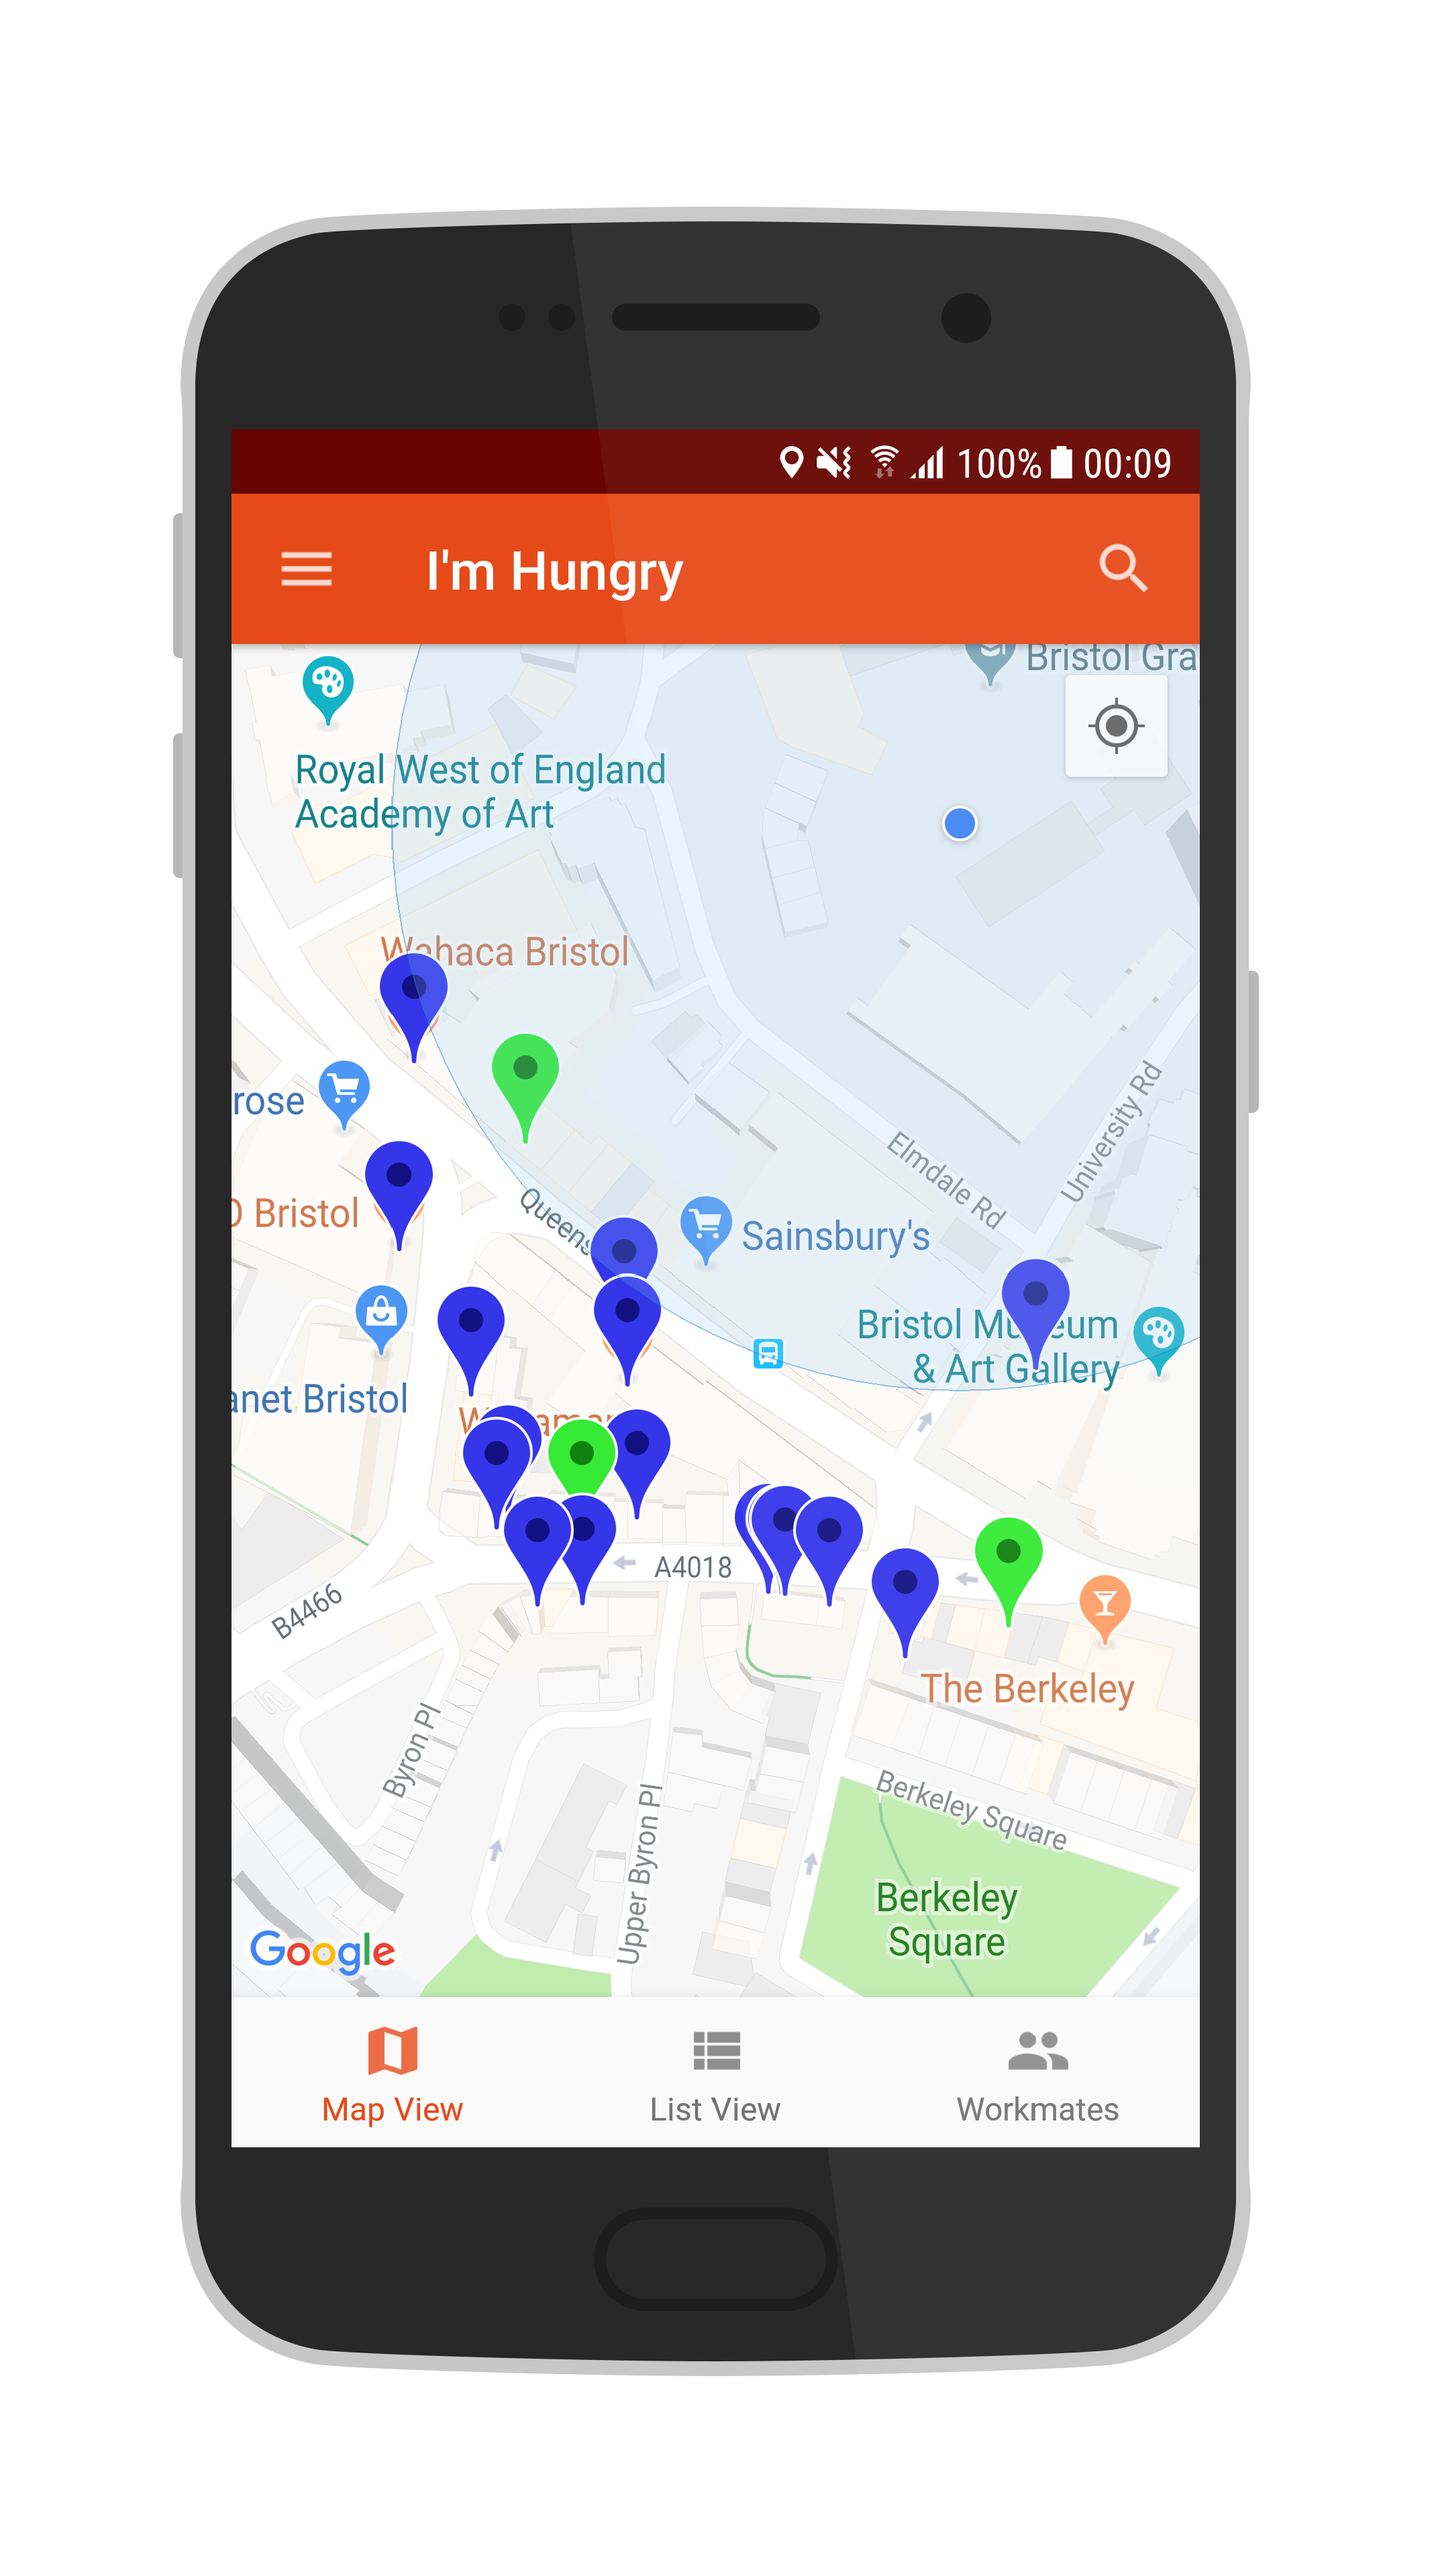 100% 00:09
I'm Hungry
Bristol Gra
Royal West of England
Academy of Art
Wahaca Bristol
rose
O Bristol
Queens
Sainsbury's
Elmdale Rd
University Rd
Bristol Museum
& Art Gallery
anet Bristol
A4018
B4466
The Berkeley
Byron Pl
Upper Byron Pl
Berkeley Square
Berkeley
Square
Google
Map View
List View
Workmates